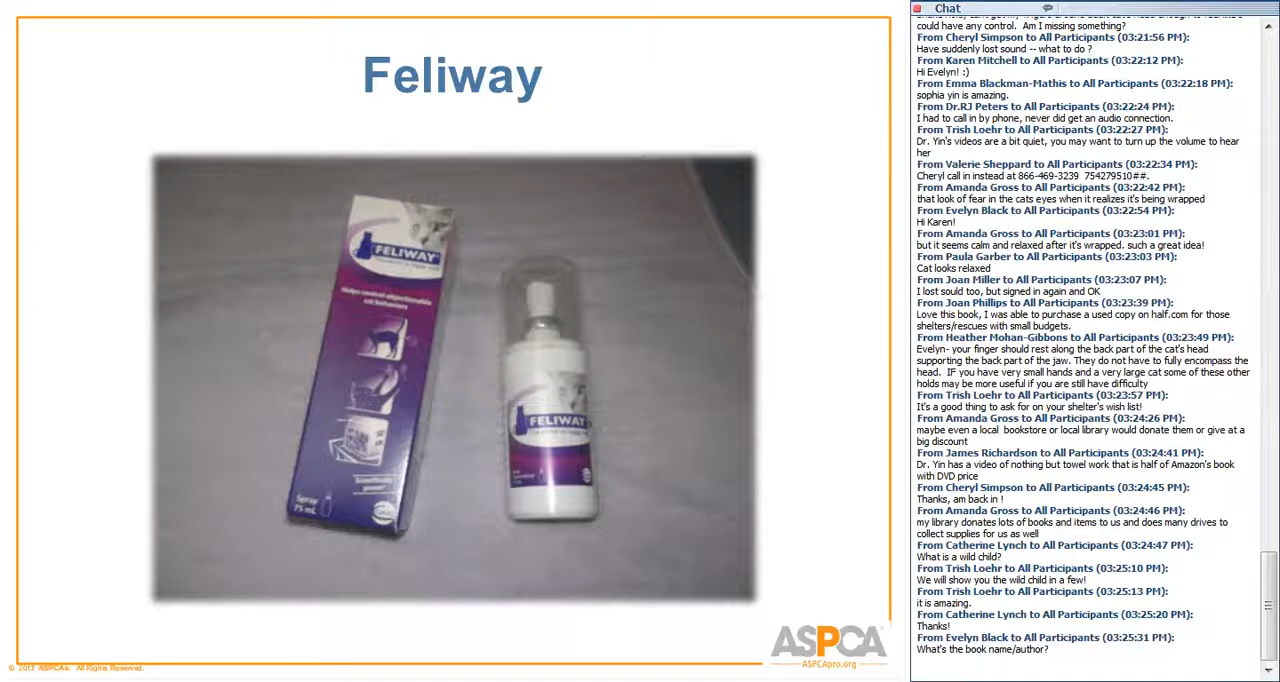 Feliway
FELIWAY
Helps control objectionable
cat behaviors
Spray
75 mL
FELIWAY
ASPCA
ASPCApro.org
ASPCA®. All Rights Reserved.
Chat
could have any control.  Am I missing something?
From Cheryl Simpson to All Participants (03:21:56 PM):
Have suddenly lost sound -- what to do ?
From Karen Mitchell to All Participants (03:22:12 PM):
Hi Evelyn! :)
From Emma Blackman-Mathis to All Participants (03:22:18 PM):
sophia yin is amazing.
From Dr.RJ Peters to All Participants (03:22:24 PM):
I had to call in by phone, never did get an audio connection.
From Trish Loehr to All Participants (03:22:27 PM):
Dr. Yin's videos are a bit quiet, you may want to turn up the volume to hear
her
From Valerie Sheppard to All Participants (03:22:34 PM):
Cheryl call in instead at 866-469-3239  754279510##.
From Amanda Gross to All Participants (03:22:42 PM):
that look of fear in the cats eyes when it realizes it's being wrapped
From Evelyn Black to All Participants (03:22:54 PM):
Hi Karen!
From Amanda Gross to All Participants (03:23:01 PM):
but it seems calm and relaxed after it's wrapped. such a great idea!
From Paula Garber to All Participants (03:23:03 PM):
Cat looks relaxed
From Joan Miller to All Participants (03:23:07 PM):
I lost sould too, but signed in again and OK
From Joan Phillips to All Participants (03:23:39 PM):
Love this book, I was able to purchase a used copy on half.com for those
shelters/rescues with small budgets.
From Heather Mohan-Gibbons to All Participants (03:23:49 PM):
Evelyn- your finger should rest along the back part of the cat's head
supporting the back part of the jaw. They do not have to fully encompass the
head.  IF you have very small hands and a very large cat some of these other
holds may be more useful if you are still have difficulty
From Trish Loehr to All Participants (03:23:57 PM):
It's a good thing to ask for on your shelter's wish list!
From Amanda Gross to All Participants (03:24:26 PM):
maybe even a local  bookstore or local library would donate them or give at a
big discount
From James Richardson to All Participants (03:24:41 PM):
Dr. Yin has a video of nothing but towel work that is half of Amazon's book
with DVD price
From Cheryl Simpson to All Participants (03:24:45 PM):
Thanks, am back in !
From Amanda Gross to All Participants (03:24:46 PM):
my library donates lots of books and items to us and does many drives to
collect supplies for us as well
From Catherine Lynch to All Participants (03:24:47 PM):
What is a wild child?
From Trish Loehr to All Participants (03:25:10 PM):
We will show you the wild child in a few!
From Trish Loehr to All Participants (03:25:13 PM):
it is amazing.
From Catherine Lynch to All Participants (03:25:20 PM):
Thanks!
From Evelyn Black to All Participants (03:25:31 PM):
What's the book name/author?